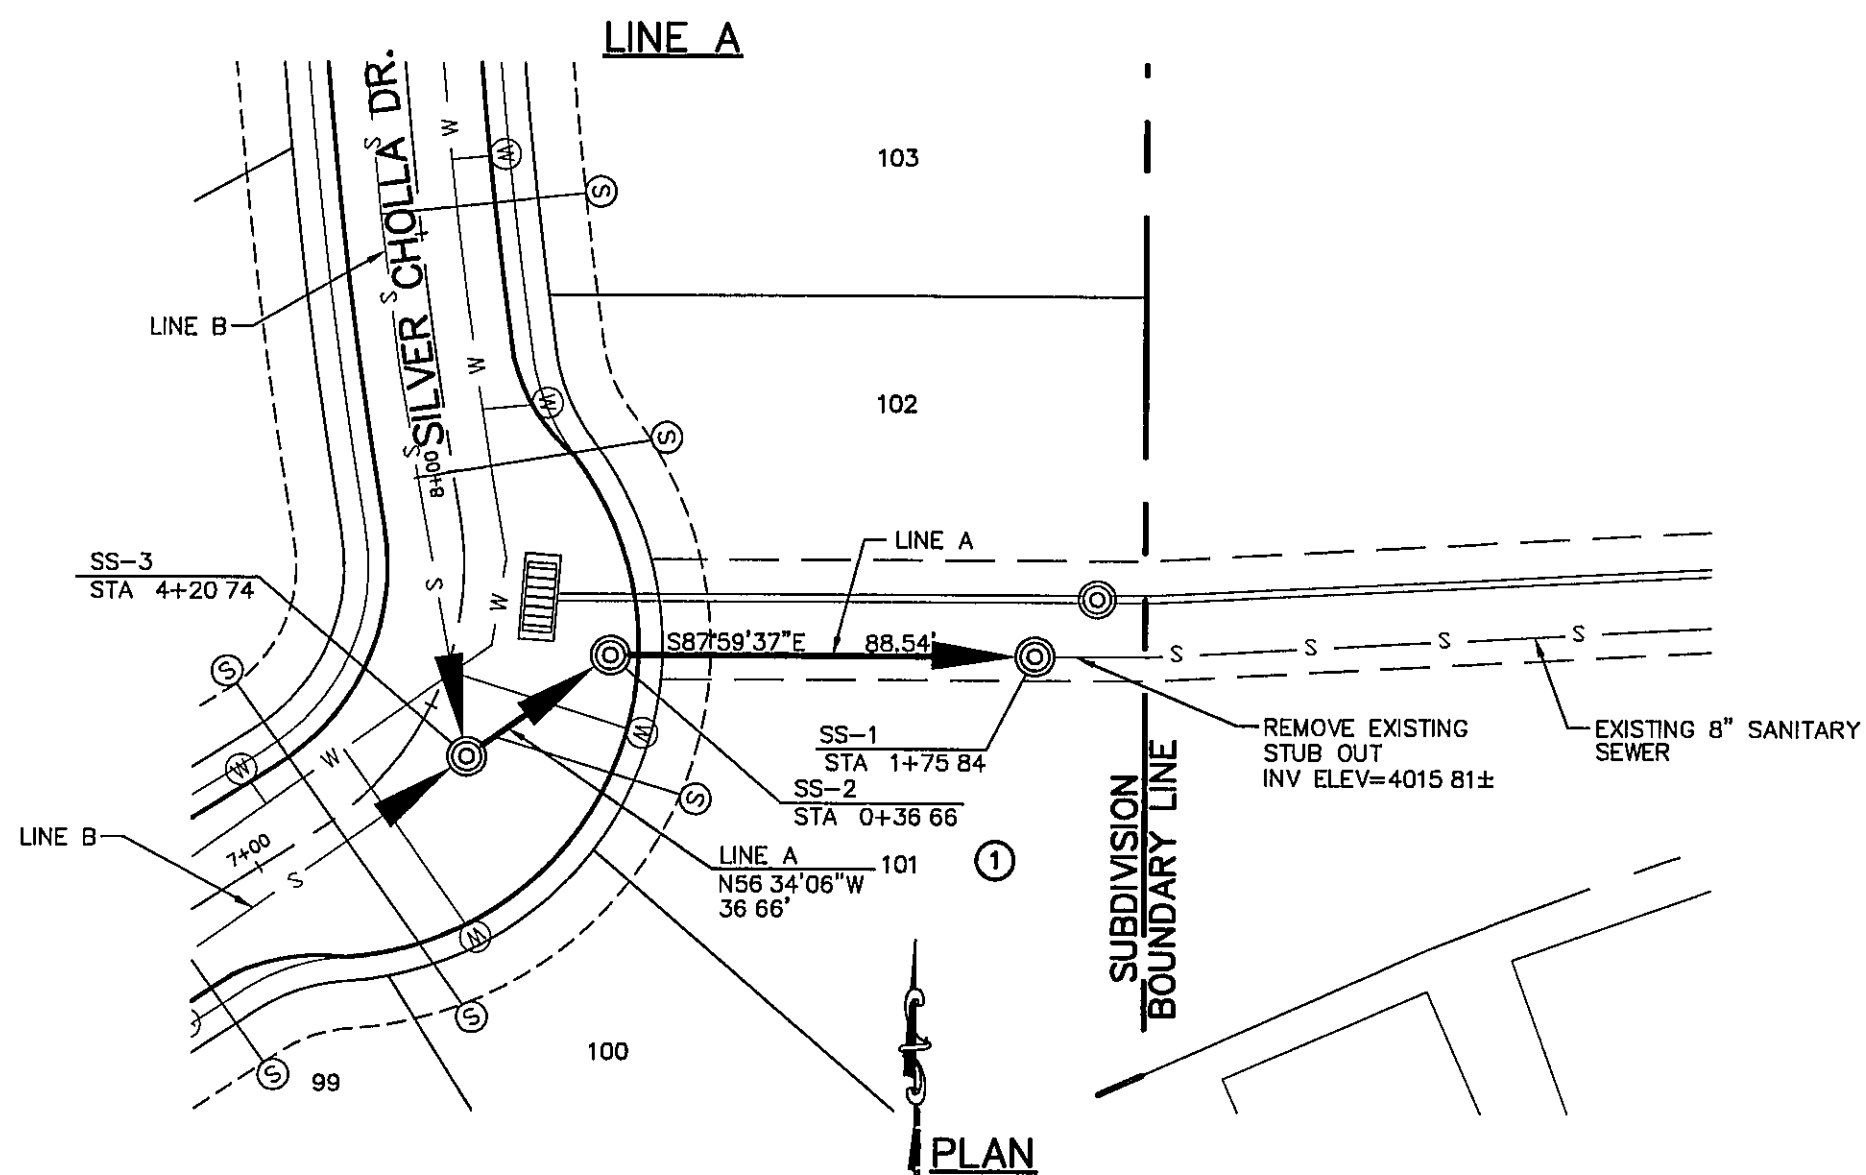 LINE A
SILVER CHOLLA DR.
S
W
W
S
103
S
LINE B
W
W
S
102
S
8+00
SS-3
STA 4+20 74
S
W
LINE A
S87°59'37"E 88.54'
S S S S
S
W
W
W
SS-1
STA 1+75 84
REMOVE EXISTING
STUB OUT
INV ELEV=4015 81±
EXISTING 8" SANITARY
SEWER
SS-2
STA 0+36 66
S
LINE B
7+00
S
LINE A
N56 34'06"W
36 66'
101
1
SUBDIVISION
BOUNDARY LINE
W
S
100
S
99
PLAN